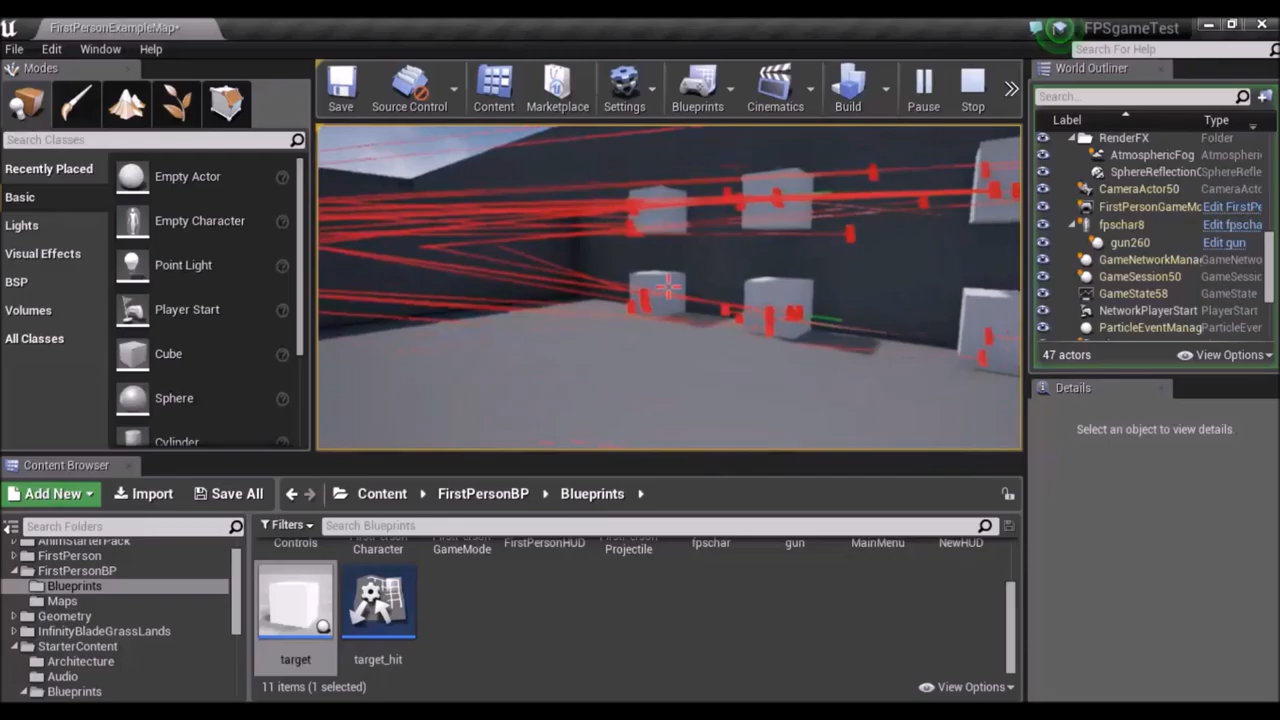 FirstPersonExampleMap*
FPSgameTest
File Edit Window Help
Search For Help
Modes
Save
Source Control
Content
Marketplace
Settings
Blueprints
Cinematics
Build
Pause
Stop
Search Classes
Recently Placed
Basic
Lights
Visual Effects
BSP
Volumes
All Classes
Empty Actor
Empty Character
Point Light
Player Start
Cube
Sphere
Cylinder
World Outliner
Search...
Label Type
RenderFX Folder
AtmosphericFog Atmospheric
SphereReflection SphereRefle
CameraActor50 CameraActo
FirstPersonGameMo Edit FirstPe
fpschar8 Edit fpscha
gun260 Edit gun
GameNetworkMana GameNetwo
GameSession50 GameSessio
GameState58 GameState
NetworkPlayerStart PlayerStart
ParticleEventManag ParticleEver
47 actors View Options
Details
Select an object to view details.
Content Browser
Add New Import Save All Content FirstPersonBP Blueprints
Search Folders
Filters Search Blueprints
AnimStarterPack
FirstPerson
FirstPersonBP
Blueprints
Maps
Geometry
InfinityBladeGrassLands
StarterContent
Architecture
Audio
Blueprints
Controls
Character
GameMode
FirstPersonHUD
Projectile
fpschar
gun
MainMenu
NewHUD
target
target_hit
11 items (1 selected) View Options